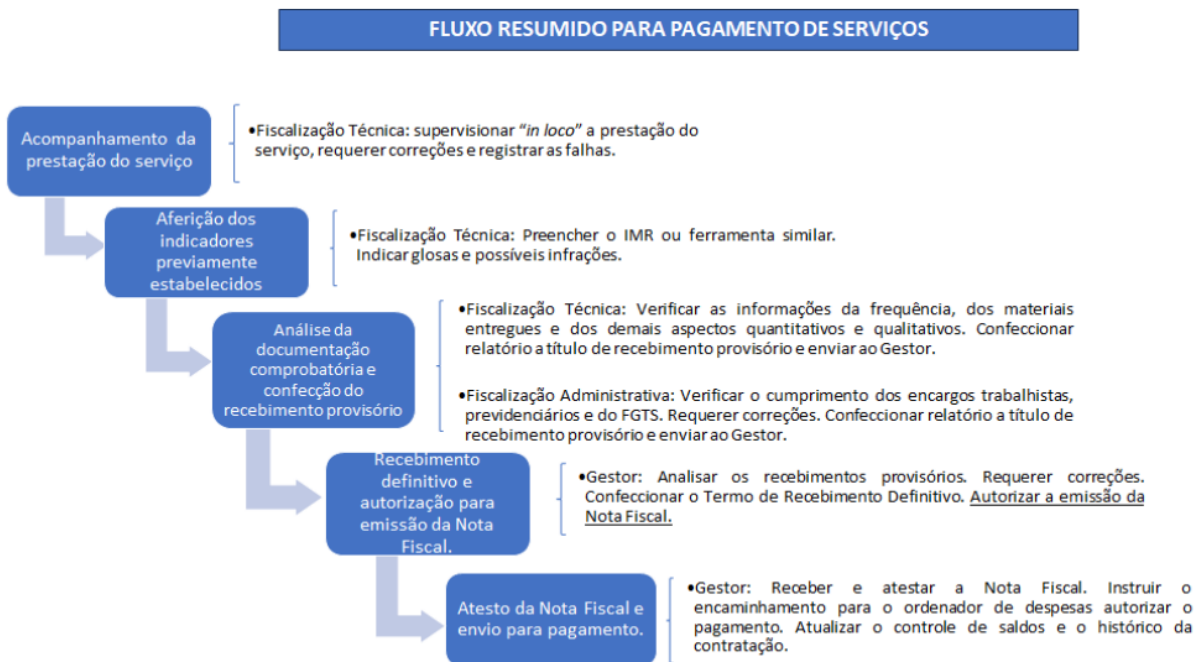 FLUXO RESUMIDO PARA PAGAMENTO DE SERVIÇOS
Acompanhamento da
prestação do serviço
•Fiscalização Técnica: supervisionar “in loco” a prestação do
serviço, requerer correções e registrar as falhas.
Aferição dos
indicadores
previamente
estabelecidos
•Fiscalização Técnica: Preencher o IMR ou ferramenta similar.
Indicar glosas e possíveis infrações.
Análise da
documentação
comprobatória e
confecção do
recebimento provisório
•Fiscalização Técnica: Verificar as informações da frequência, dos materiais
entregues e dos demais aspectos quantitativos e qualitativos. Confeccionar
relatório a título de recebimento provisório e enviar ao Gestor.
•Fiscalização Administrativa: Verificar o cumprimento dos encargos trabalhistas,
previdenciários e do FGTS. Requerer correções. Confeccionar relatório a título de
recebimento provisório e enviar ao Gestor.
Recebimento
definitivo e
autorização para
emissão da Nota
Fiscal.
•Gestor: Analisar os recebimentos provisórios. Requerer correções.
Confeccionar o Termo de Recebimento Definitivo. Autorizar a emissão da
Nota Fiscal.
Atesto da Nota Fiscal e
envio para pagamento.
•Gestor: Receber e atestar a Nota Fiscal. Instruir o
encaminhamento para o ordenador de despesas autorizar o
pagamento. Atualizar o controle de saldos e o histórico da
contratação.